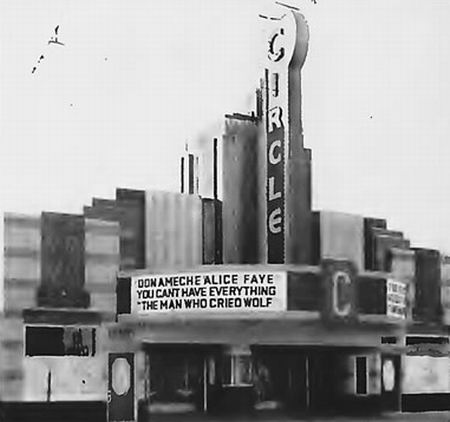 CIRCLE
DON AMECHE ALICE FAYE
YOU CANT HAVE EVERYTHING
"THE MAN WHO CRIED WOLF
C